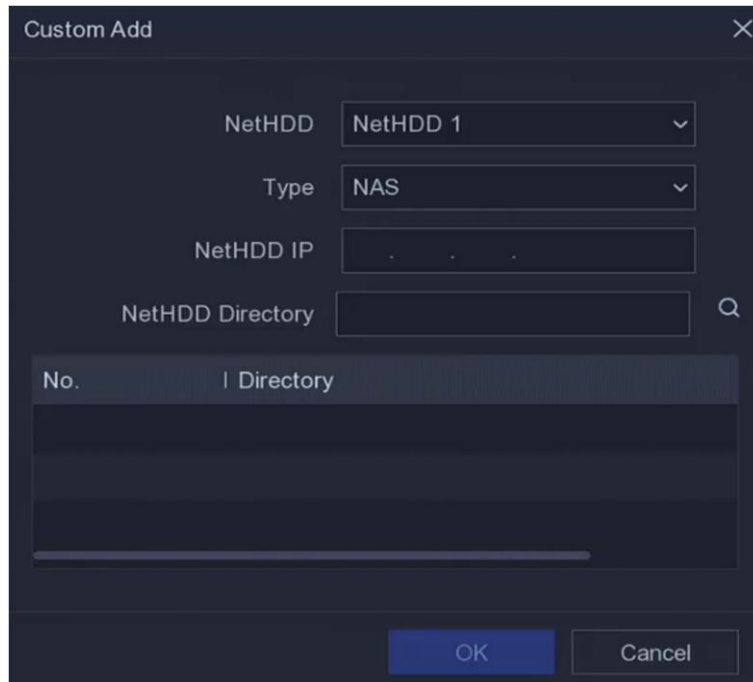 Custom Add
NetHDD NetHDD 1
Type NAS
NetHDD IP . . .
NetHDD Directory
No. Directory
OK Cancel